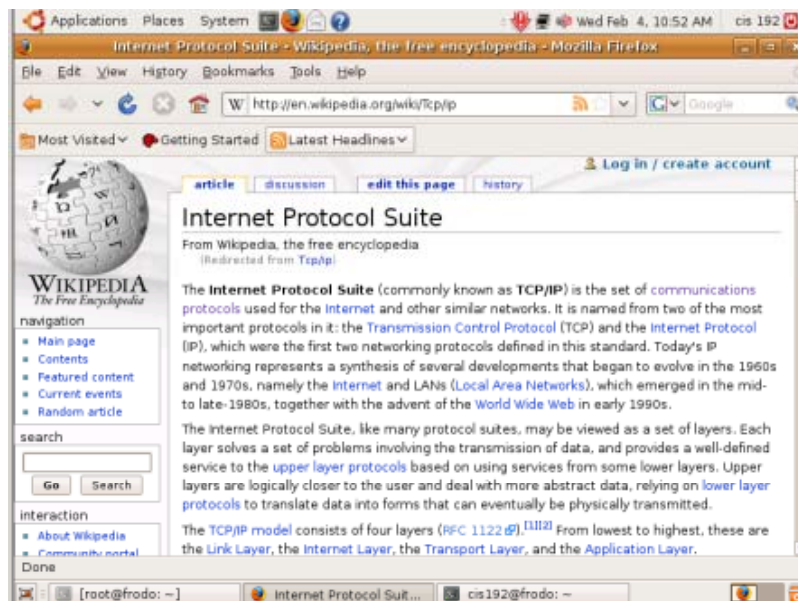 Applications Places System Wed Feb 4, 10:52 AM cis 192
Internet Protocol Suite - Wikipedia, the free encyclopedia - Mozilla Firefox
File Edit View History Bookmarks Tools Help
W http://en.wikipedia.org/wiki/Tcp/ip G Google
Most Visited Getting Started Latest Headlines
Log in / create account
article discussion edit this page history
Internet Protocol Suite
From Wikipedia, the free encyclopedia
(Redirected from Tcp/ip)
WIKIPEDIA
The Free Encyclopedia
navigation
Main page
Contents
Featured content
Current events
Random article
search
Go Search
interaction
About Wikipedia
Community portal
The Internet Protocol Suite (commonly known as TCP/IP) is the set of communications
protocols used for the Internet and other similar networks. It is named from two of the most
important protocols in it: the Transmission Control Protocol (TCP) and the Internet Protocol
(IP), which were the first two networking protocols defined in this standard. Today's IP
networking represents a synthesis of several developments that began to evolve in the 1960s
and 1970s, namely the Internet and LANs (Local Area Networks), which emerged in the mid-
to late-1980s, together with the advent of the World Wide Web in early 1990s.
The Internet Protocol Suite, like many protocol suites, may be viewed as a set of layers. Each
layer solves a set of problems involving the transmission of data, and provides a well-defined
service to the upper layer protocols based on using services from some lower layers. Upper
layers are logically closer to the user and deal with more abstract data, relying on lower layer
protocols to translate data into forms that can eventually be physically transmitted.
The TCP/IP model consists of four layers (RFC 1122).[1][2] From lowest to highest, these are
the Link Layer, the Internet Layer, the Transport Layer, and the Application Layer.
Done
[root@frodo: ~] Internet Protocol Suit... cis192@frodo: ~